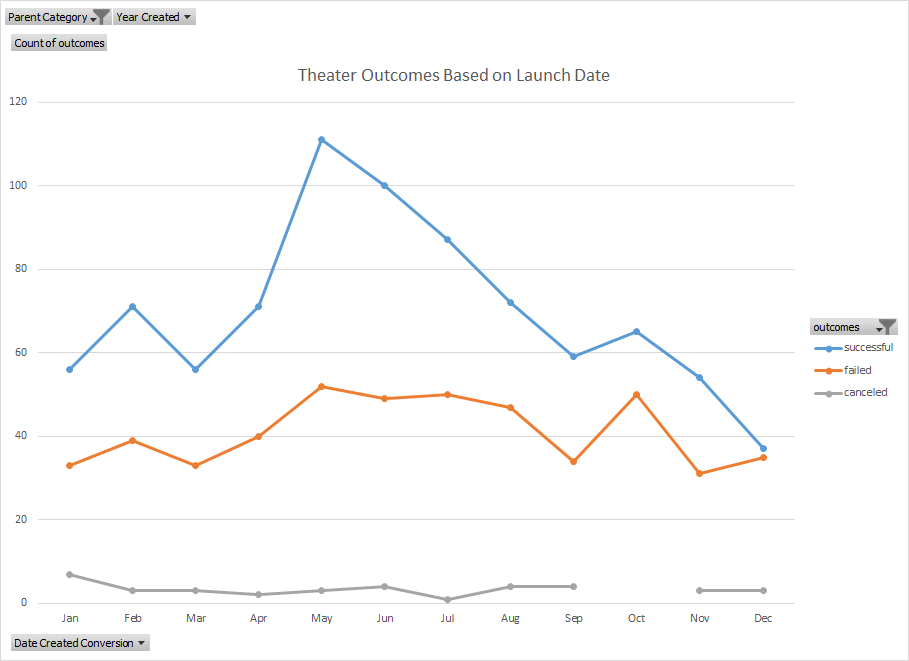 Parent Category Year Created
Count of outcomes
Theater Outcomes Based on Launch Date
120
100
80
60
40
20
0
Jan Feb Mar Apr May Jun Jul Aug Sep Oct Nov Dec
outcomes
successful
failed
canceled
Date Created Conversion